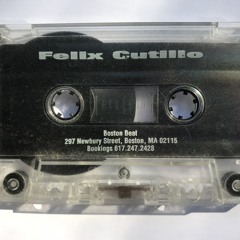 Felix Cutillo
Boston Beat
297 Newbury Street, Boston, MA 02115
Bookings 617.247.2428